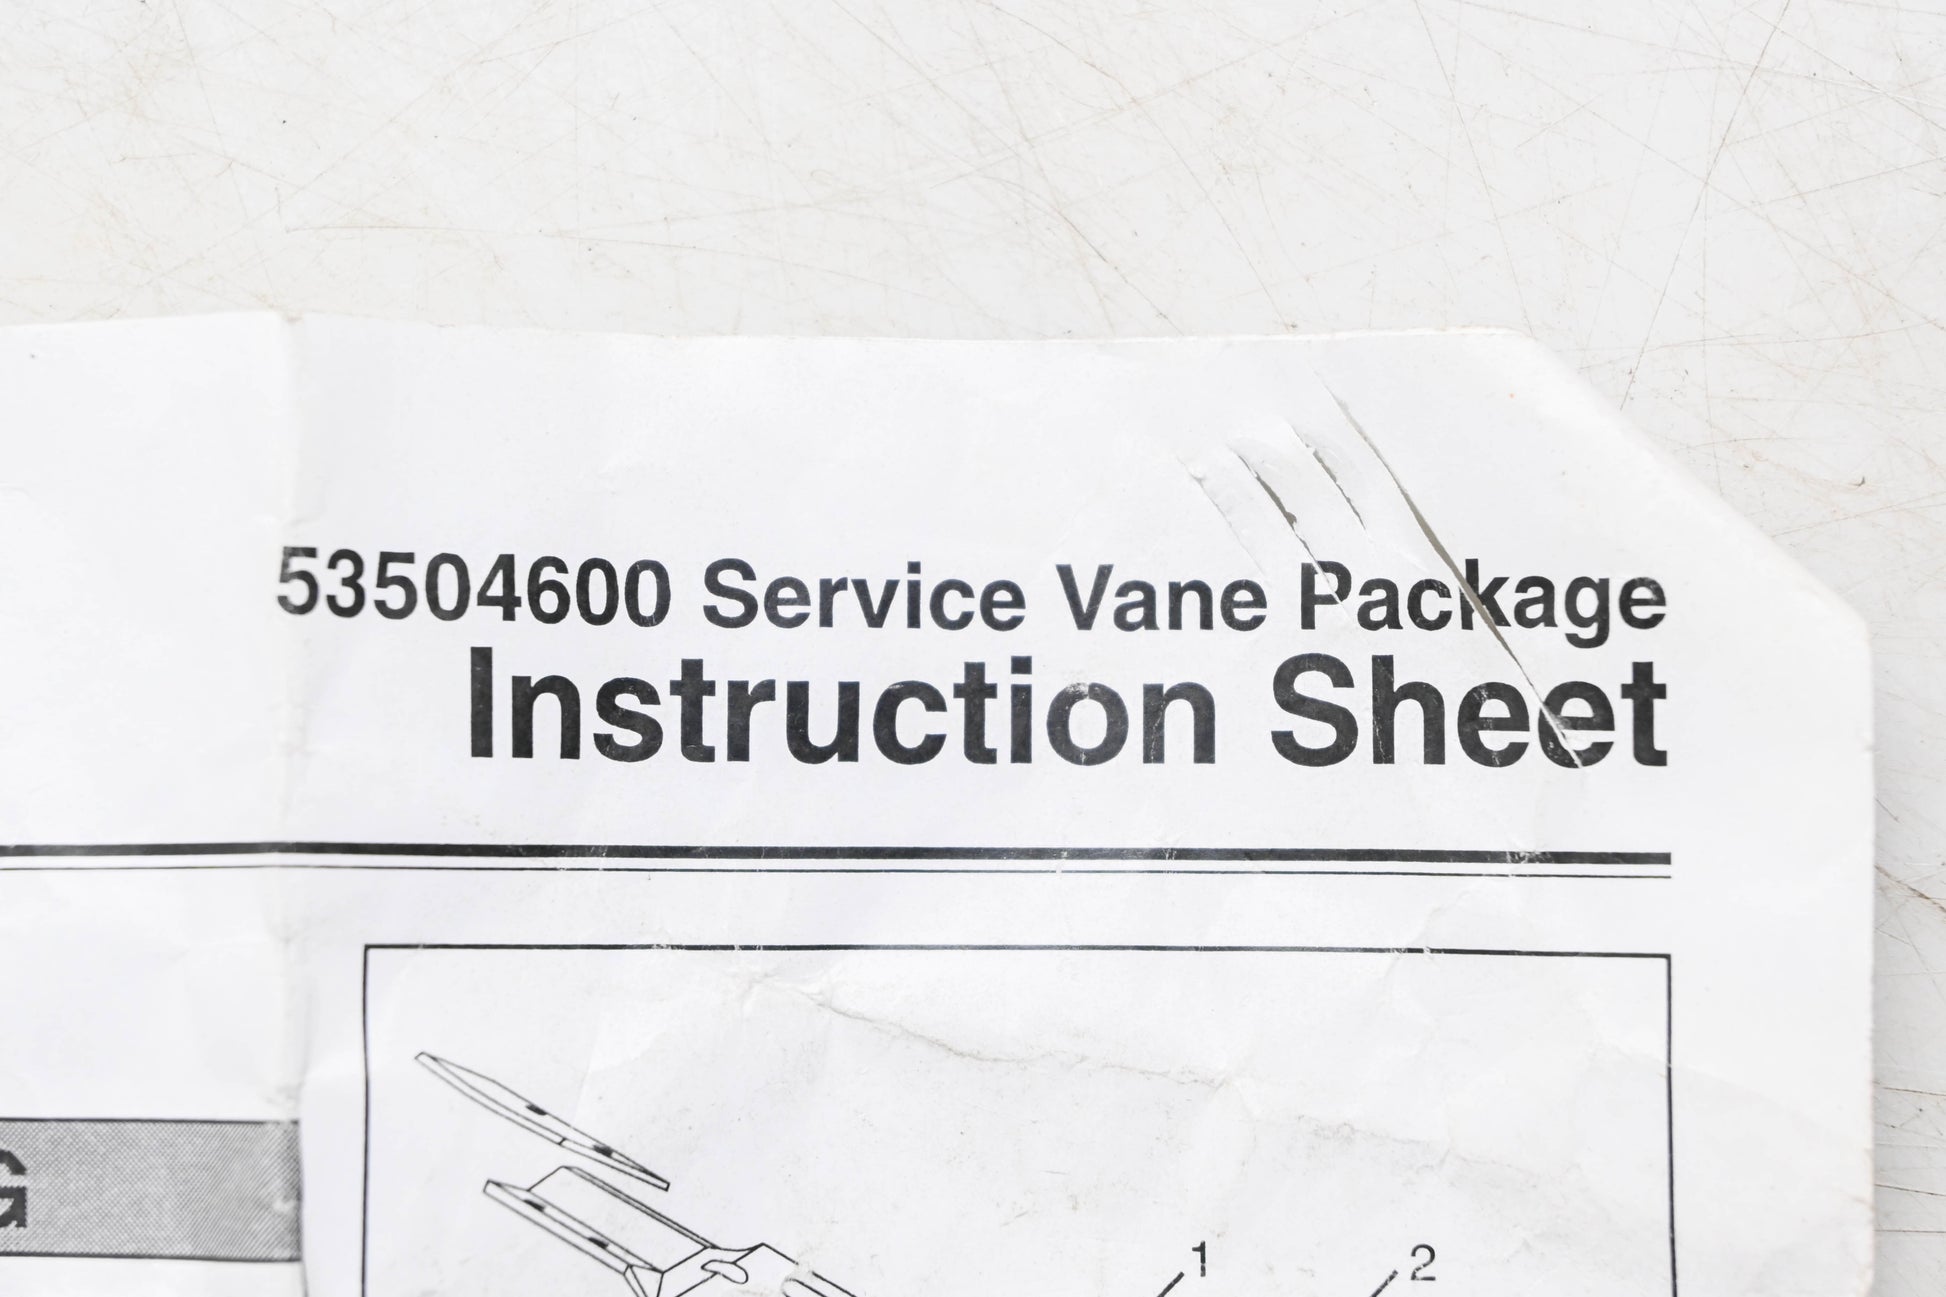 53504600 Service Vane Package
Instruction Sheet
G
1
2